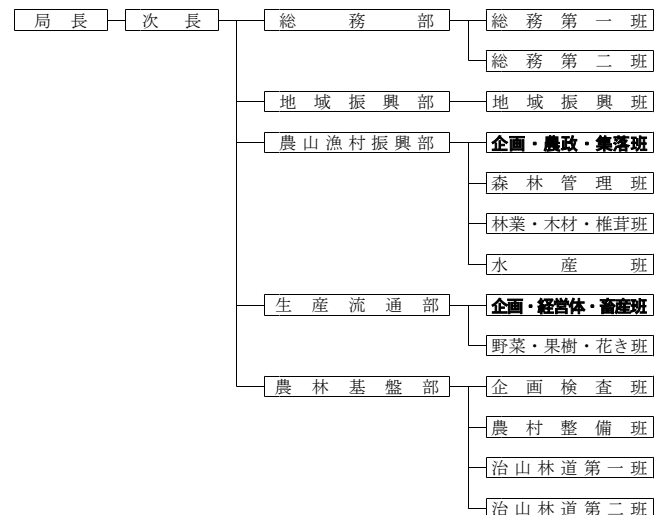 局長 次長 総務部 総務第一班
総務第二班
地域振興部 地域振興班
農山漁村振興部 企画・農政・集落班
森林管理班
林業・木材・椎茸班
水産班
生産流通部 企画・経営体・畜産班
野菜・果樹・花き班
農林基盤部 企画検査班
農村整備班
治山林道第一班
治山林道第二班